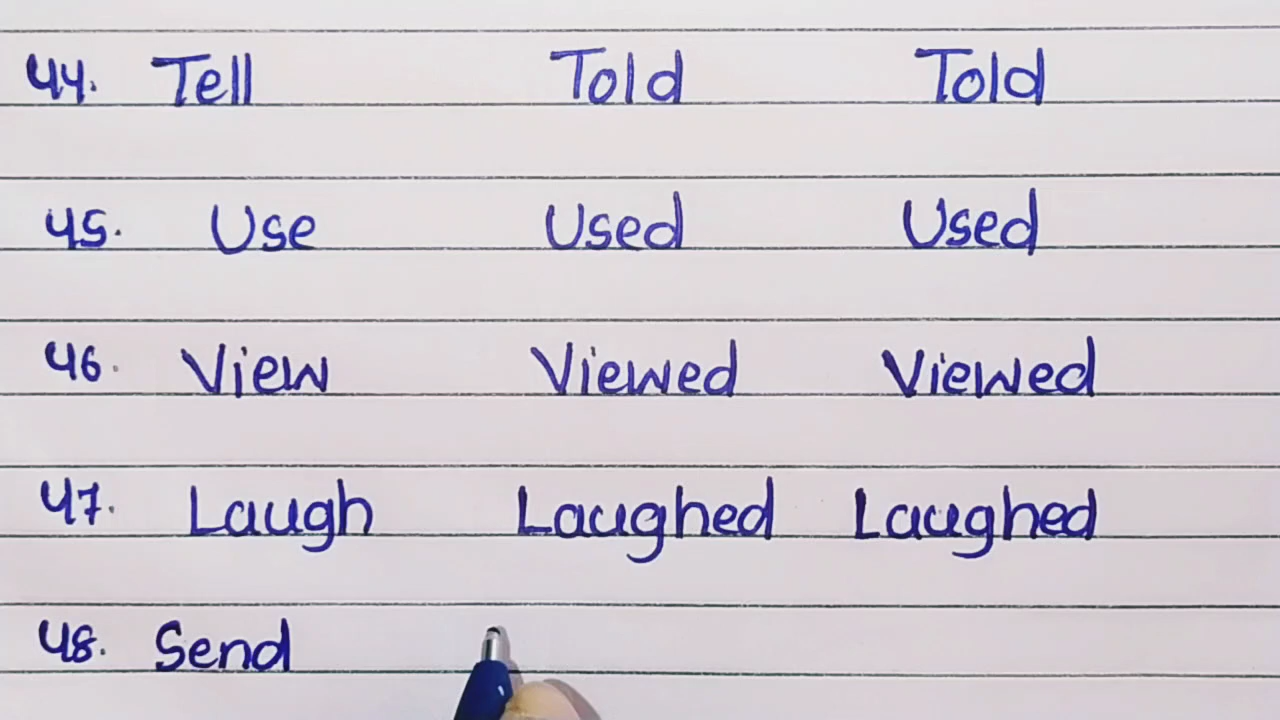 44. Tell Told Told
45. Use Used Used
46. View Viewed Viewed
47. Laugh Laughed Laughed
48. Send